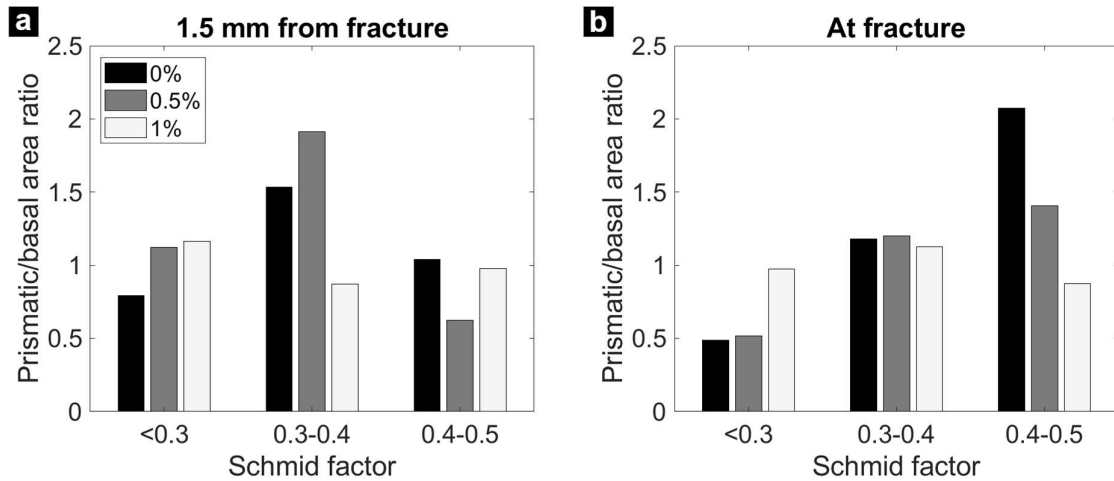 a
1.5 mm from fracture
Prismatic/basal area ratio
2.5
2
1.5
1
0.5
0
0%
0.5%
1%
<0.3
0.3-0.4
0.4-0.5
Schmid factor
b
At fracture
Prismatic/basal area ratio
2.5
2
1.5
1
0.5
0
<0.3
0.3-0.4
0.4-0.5
Schmid factor